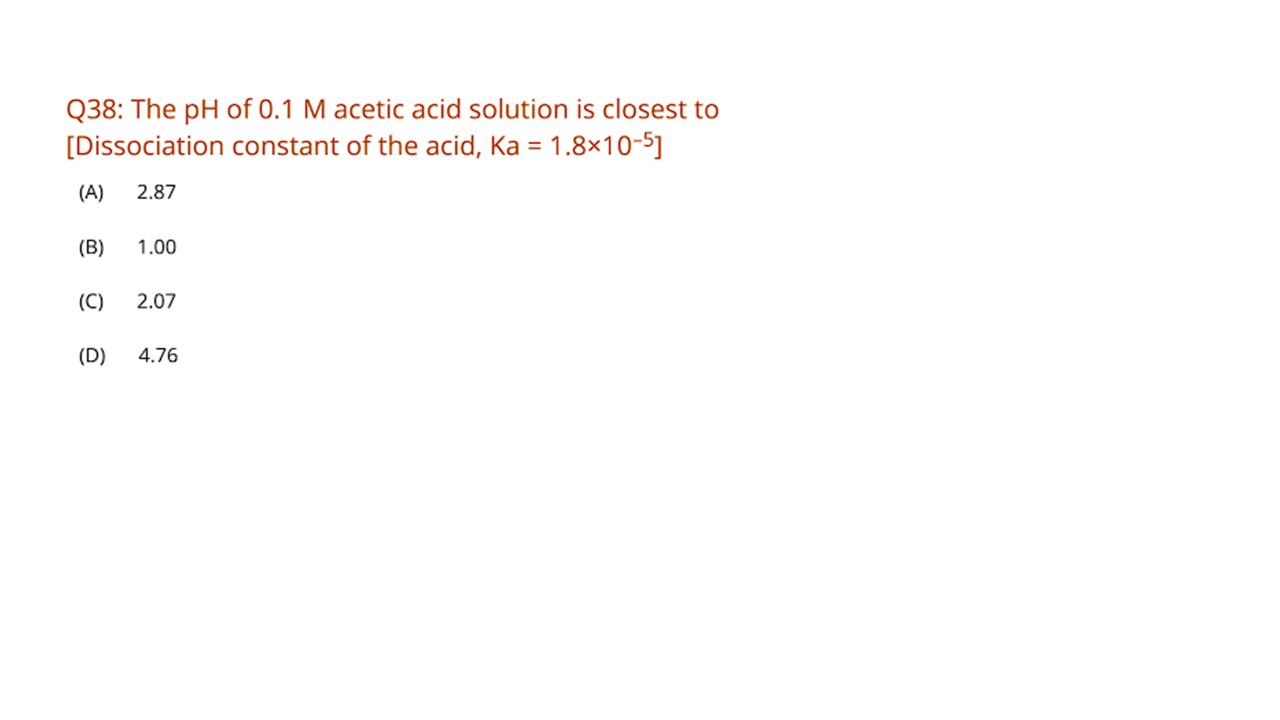 Q38: The pH of 0.1 M acetic acid solution is closest to
[Dissociation constant of the acid, Ka = 1.8×10⁻⁵]
(A) 2.87
(B) 1.00
(C) 2.07
(D) 4.76